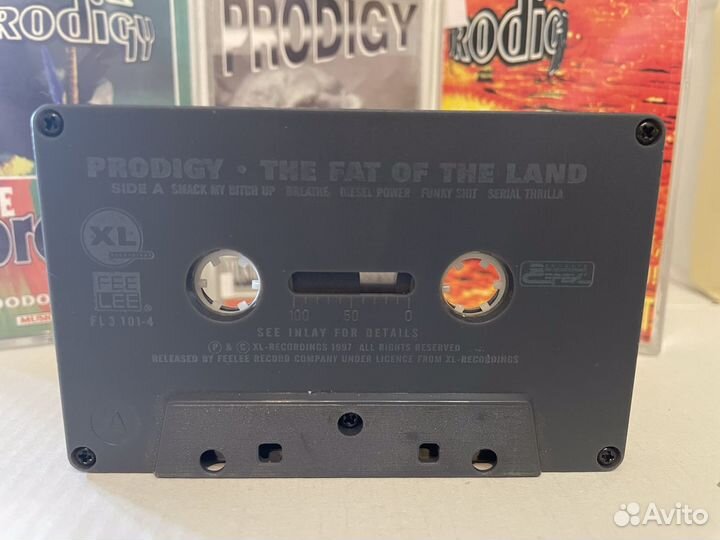 Prodigy
PRODIGY
Rodigy
PRODIGY · THE FAT OF THE LAND
SIDE A SMACK MY BITCH UP BREATHE DIESEL POWER FUNKY SHIT SERIAL THRILLA
XL
RECORDINGS
FEE
LEE
FL 3 101-4
100 50 0
SEE INLAY FOR DETAILS
Ⓟ & © XL-RECORDINGS 1997 ALL RIGHTS RESERVED
RELEASED BY FEELEE RECORD COMPANY UNDER LICENCE FROM XL-RECORDINGS
A
Avito